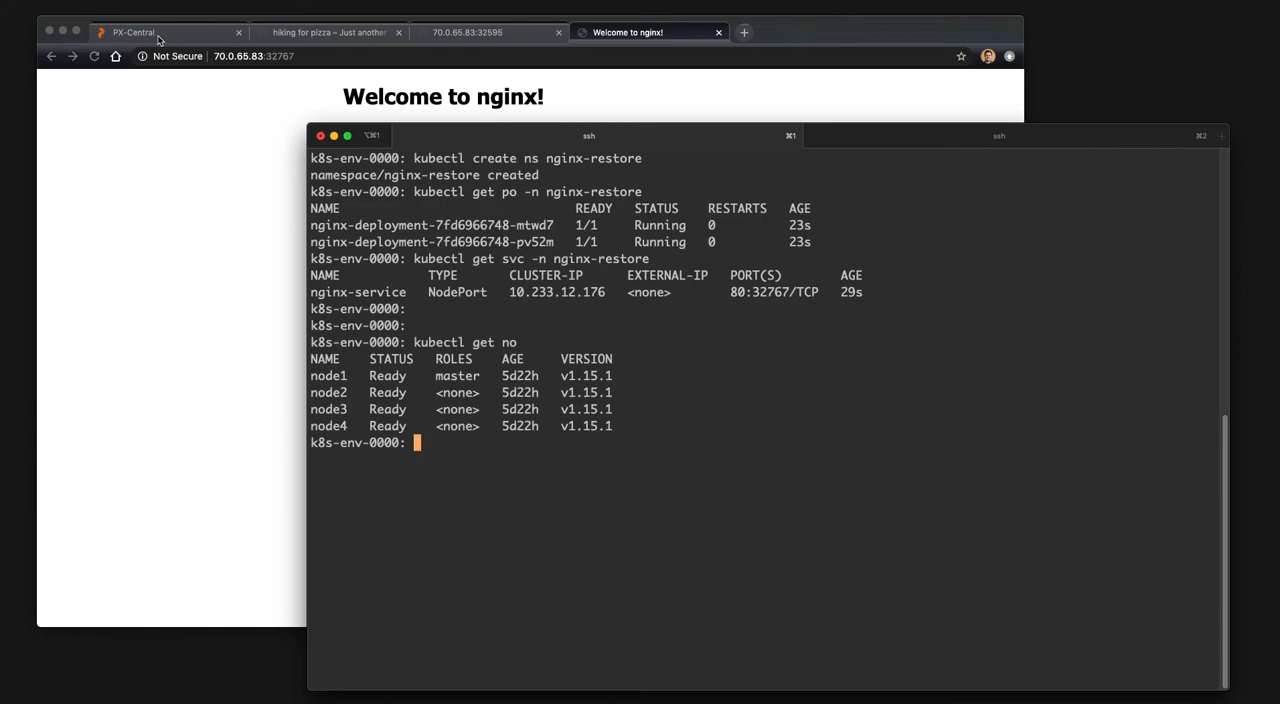 PX-Central
hiking for pizza – Just another
70.0.65.83:32595
Welcome to nginx!
Not Secure
70.0.65.83:32767
Welcome to nginx!
⌥⌘1
ssh
⌘1
ssh
⌘2
k8s-env-0000: kubectl create ns nginx-restore
namespace/nginx-restore created
k8s-env-0000: kubectl get po -n nginx-restore
NAME READY STATUS RESTARTS AGE
nginx-deployment-7fd6966748-mtwd7 1/1 Running 0 23s
nginx-deployment-7fd6966748-pv52m 1/1 Running 0 23s
k8s-env-0000: kubectl get svc -n nginx-restore
NAME TYPE CLUSTER-IP EXTERNAL-IP PORT(S) AGE
nginx-service NodePort 10.233.12.176 <none> 80:32767/TCP 29s
k8s-env-0000:
k8s-env-0000:
k8s-env-0000: kubectl get no
NAME STATUS ROLES AGE VERSION
node1 Ready master 5d22h v1.15.1
node2 Ready <none> 5d22h v1.15.1
node3 Ready <none> 5d22h v1.15.1
node4 Ready <none> 5d22h v1.15.1
k8s-env-0000: